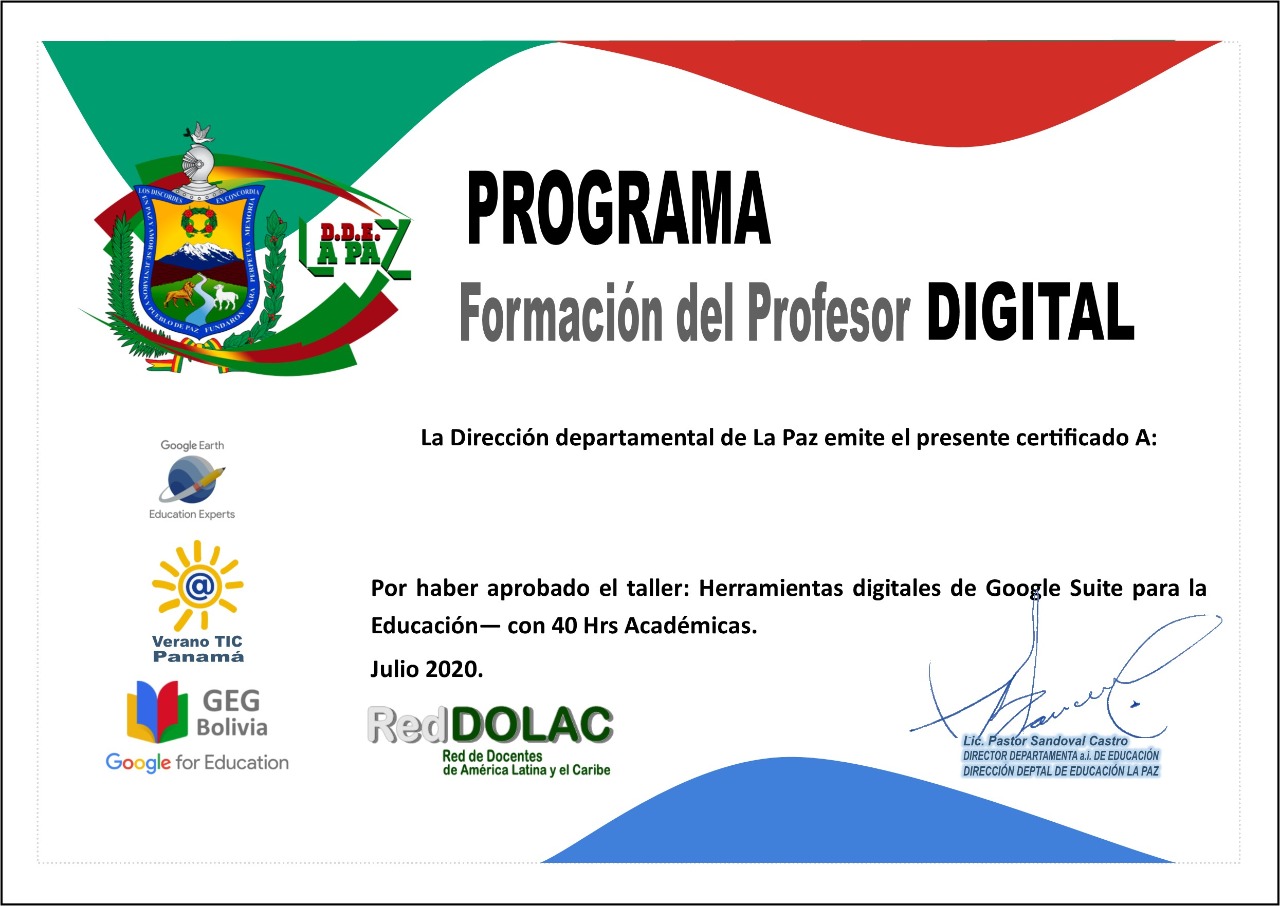 LOS DISCORDES EN CONCORDIA
EN PAZ Y AMOR SE JUNTARON Y PUEBLO DE PAZ FUNDARON PARA PERPETUA MEMORIA
D.D.E.
LA PAZ
PROGRAMA
Formación del Profesor DIGITAL
La Dirección departamental de La Paz emite el presente certificado A:
Google Earth
Education Experts
@
Verano TIC
Panamá
GEG
Bolivia
Google for Education
Por haber aprobado el taller: Herramientas digitales de Google Suite para la
Educación— con 40 Hrs Académicas.
Julio 2020.
RedDOLAC
Red de Docentes
de América Latina y el Caribe
Lic. Pastor Sandoval Castro
DIRECTOR DEPARTAMENTA a.i. DE EDUCACIÓN
DIRECCIÓN DEPTAL DE EDUCACIÓN LA PAZ